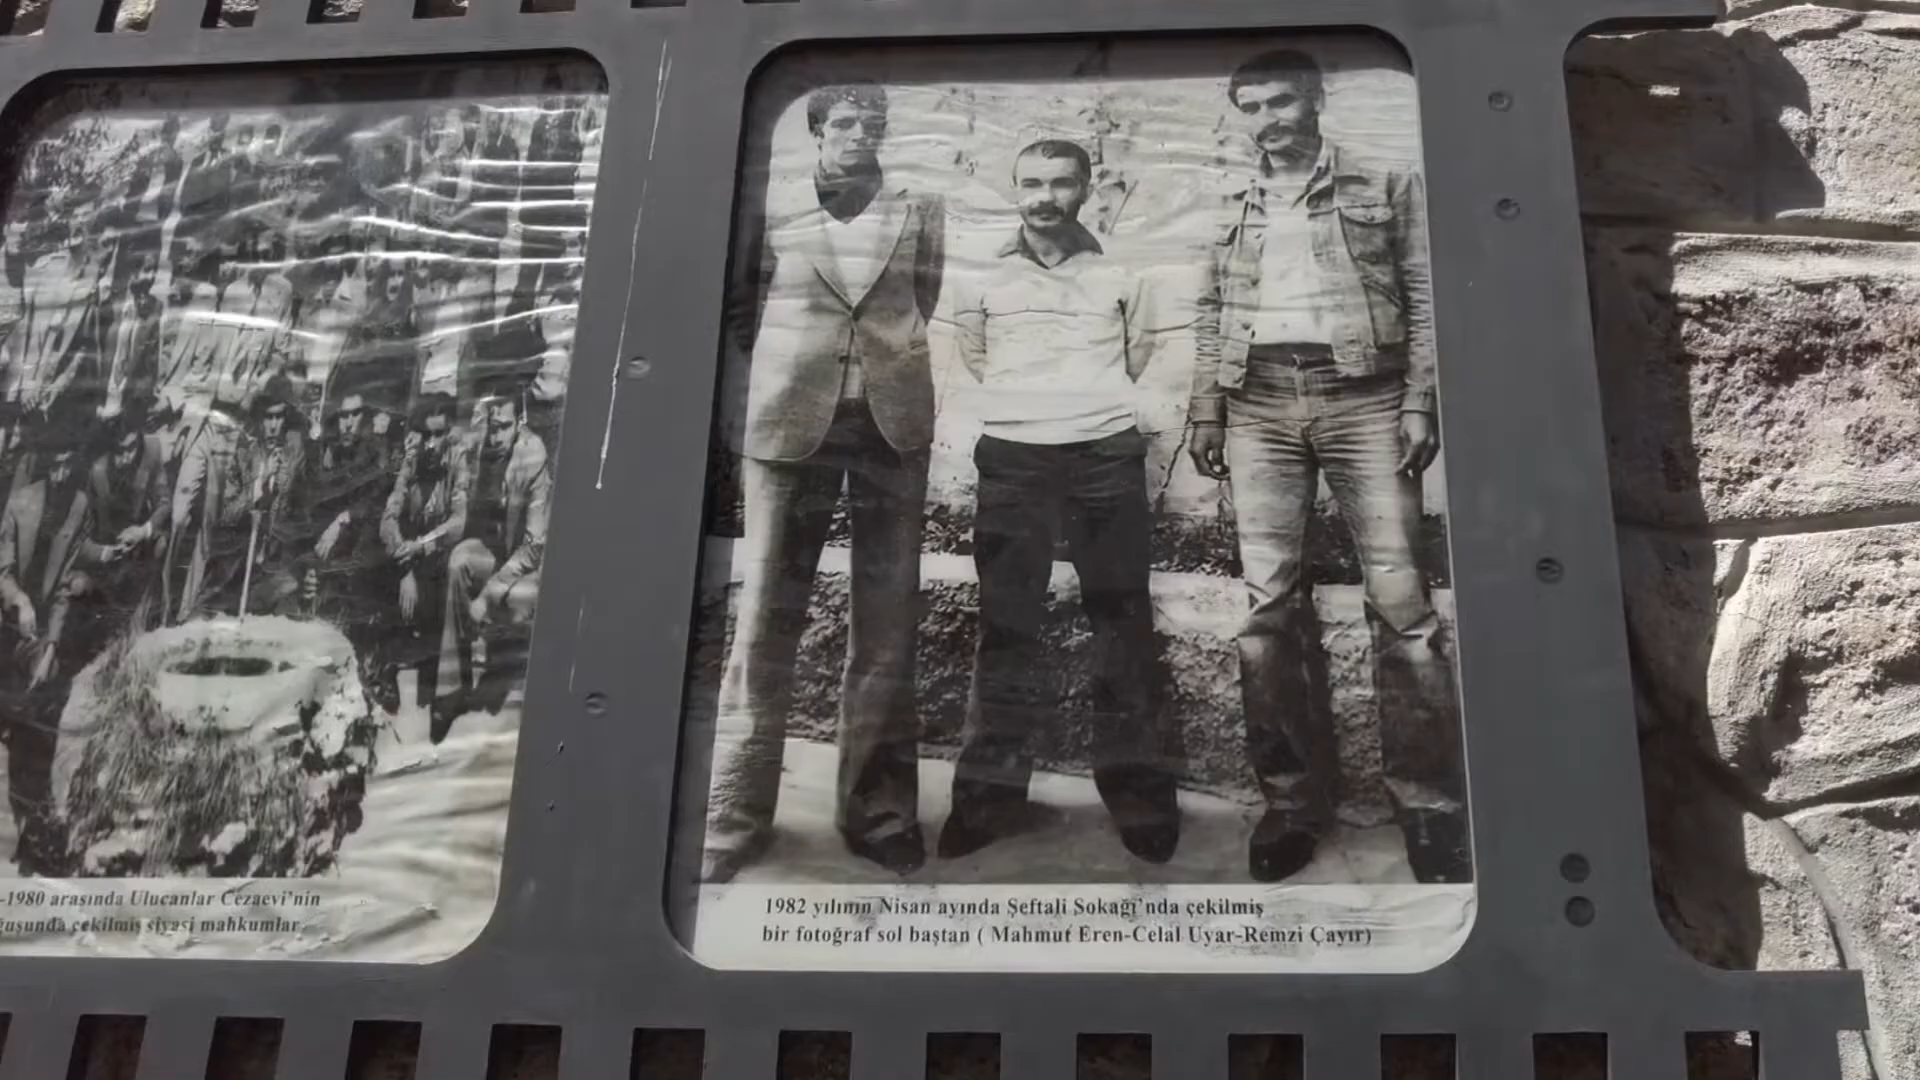 -1980 arasında Ulucanlar Cezaevi'nin
ğuşunda çekilmiş siyasi mahkumlar
1982 yılının Nisan ayında Şeftali Sokağı'nda çekilmiş
bir fotoğraf sol baştan ( Mahmut Eren-Celal Uyar-Remzi Çayır)